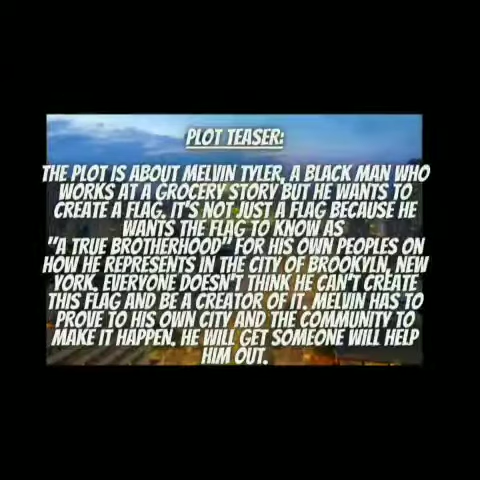 PLOT TEASER:
THE PLOT IS ABOUT MELVIN TYLER, A BLACK MAN WHO
WORKS AT A GROCERY STORY BUT HE WANTS TO
CREATE A FLAG. IT'S NOT JUST A FLAG BECAUSE HE
WANTS THE FLAG TO KNOW AS
"A TRUE BROTHERHOOD" FOR HIS OWN PEOPLES ON
HOW HE REPRESENTS IN THE CITY OF BROOKYLN, NEW
YORK. EVERYONE DOESN'T THINK HE CAN'T CREATE
THIS FLAG AND BE A CREATOR OF IT. MELVIN HAS TO
PROVE TO HIS OWN CITY AND THE COMMUNITY TO
MAKE IT HAPPEN. HE WILL GET SOMEONE WILL HELP
HIM OUT.